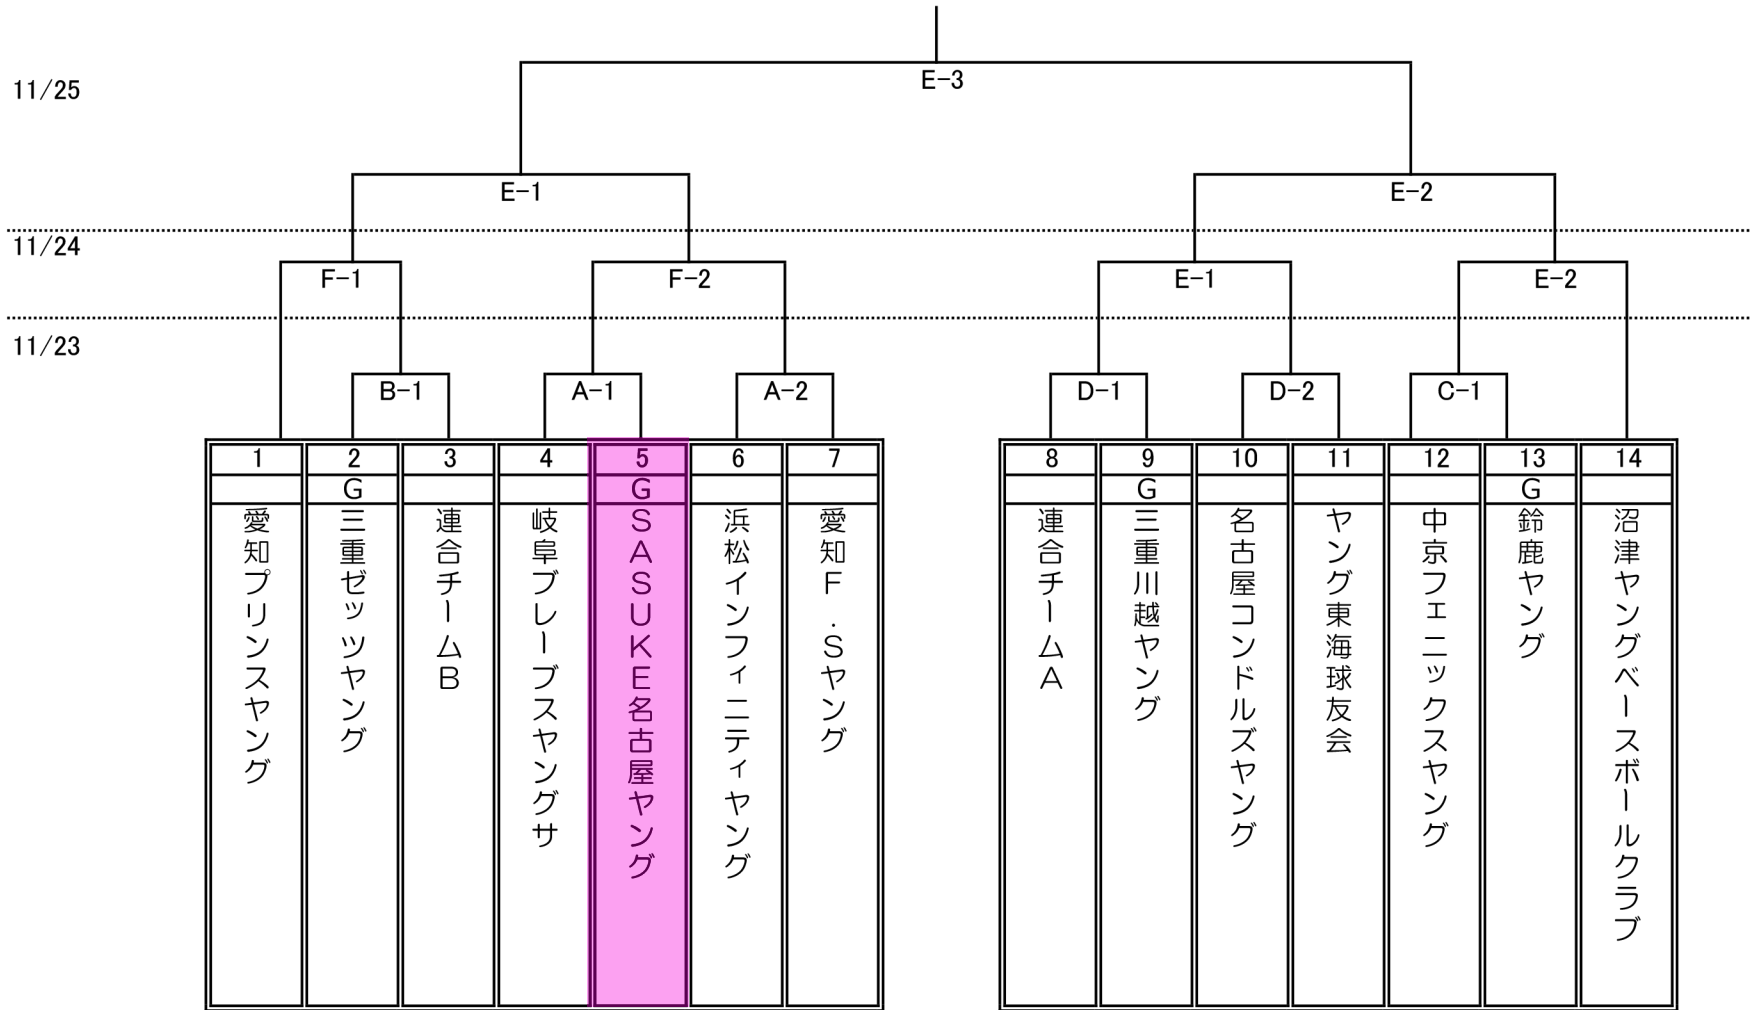 E-3
11/25
E-1
E-2
11/24
F-1
F-2
E-1
E-2
11/23
B-1
A-1
A-2
D-1
D-2
C-1
1
2
3
4
5
6
7
8
9
10
11
12
13
14
G
G
G
G
愛知プリンスヤング
三重ゼッツヤング
連合チームB
岐阜ブレーブスヤングサ
SASUKE名古屋ヤング
浜松インフィニティヤング
愛知F.Sヤング
連合チームA
三重川越ヤング
名古屋コンドルズヤング
ヤング東海球友会
中京フェニックスヤング
鈴鹿ヤング
沼津ヤングベースボールクラブ